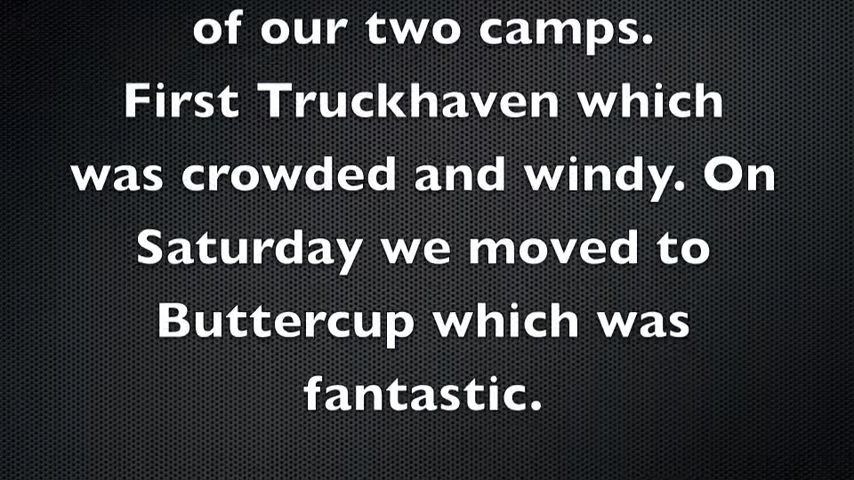 of our two camps.
First Truckhaven which
was crowded and windy. On
Saturday we moved to
Buttercup which was
fantastic.